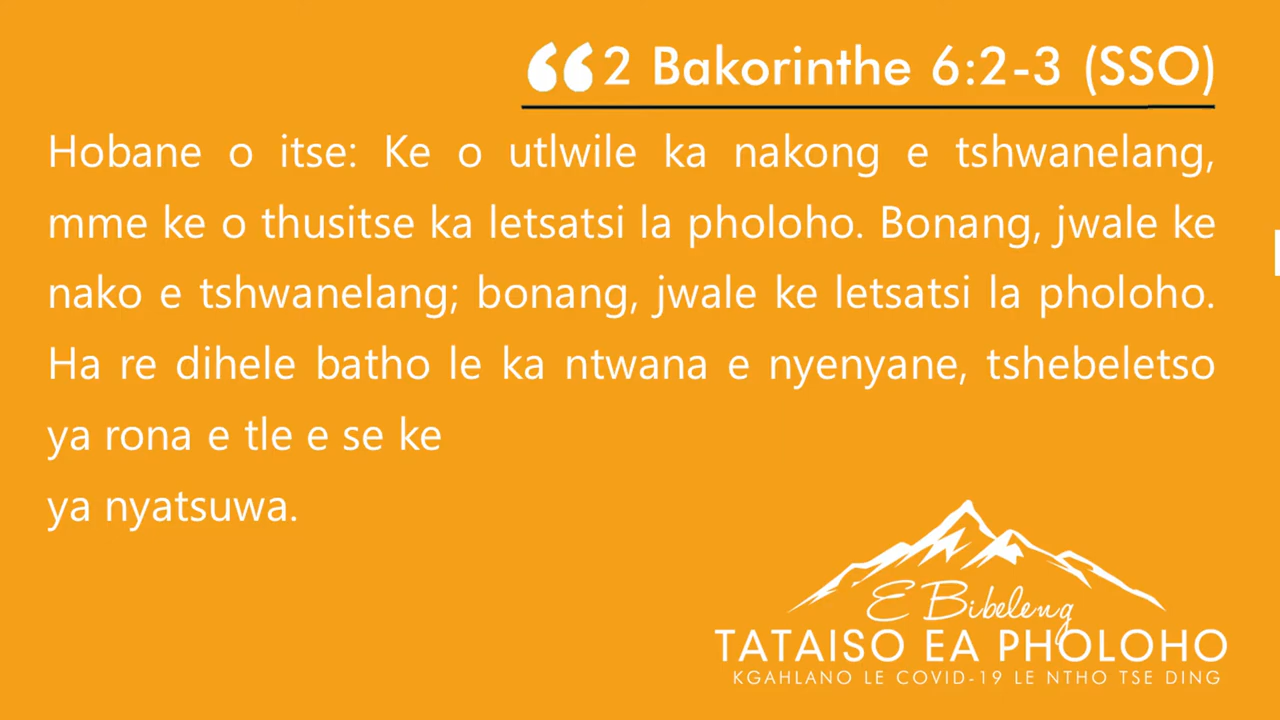 “2 Bakorinthe 6:2-3 (SSO)
Hobane o itse: Ke o utlwile ka nakong e tshwanelang,
mme ke o thusitse ka letsatsi la pholoho. Bonang, jwale ke
nako e tshwanelang; bonang, jwale ke letsatsi la pholoho.
Ha re dihele batho le ka ntwana e nyenyane, tshebeletso
ya rona e tle e se ke
ya nyatsuwa.
E Bibeleng
TATAISO EA PHOLOHO
KGAHLANO LE COVID-19 LE NTHO TSE DING